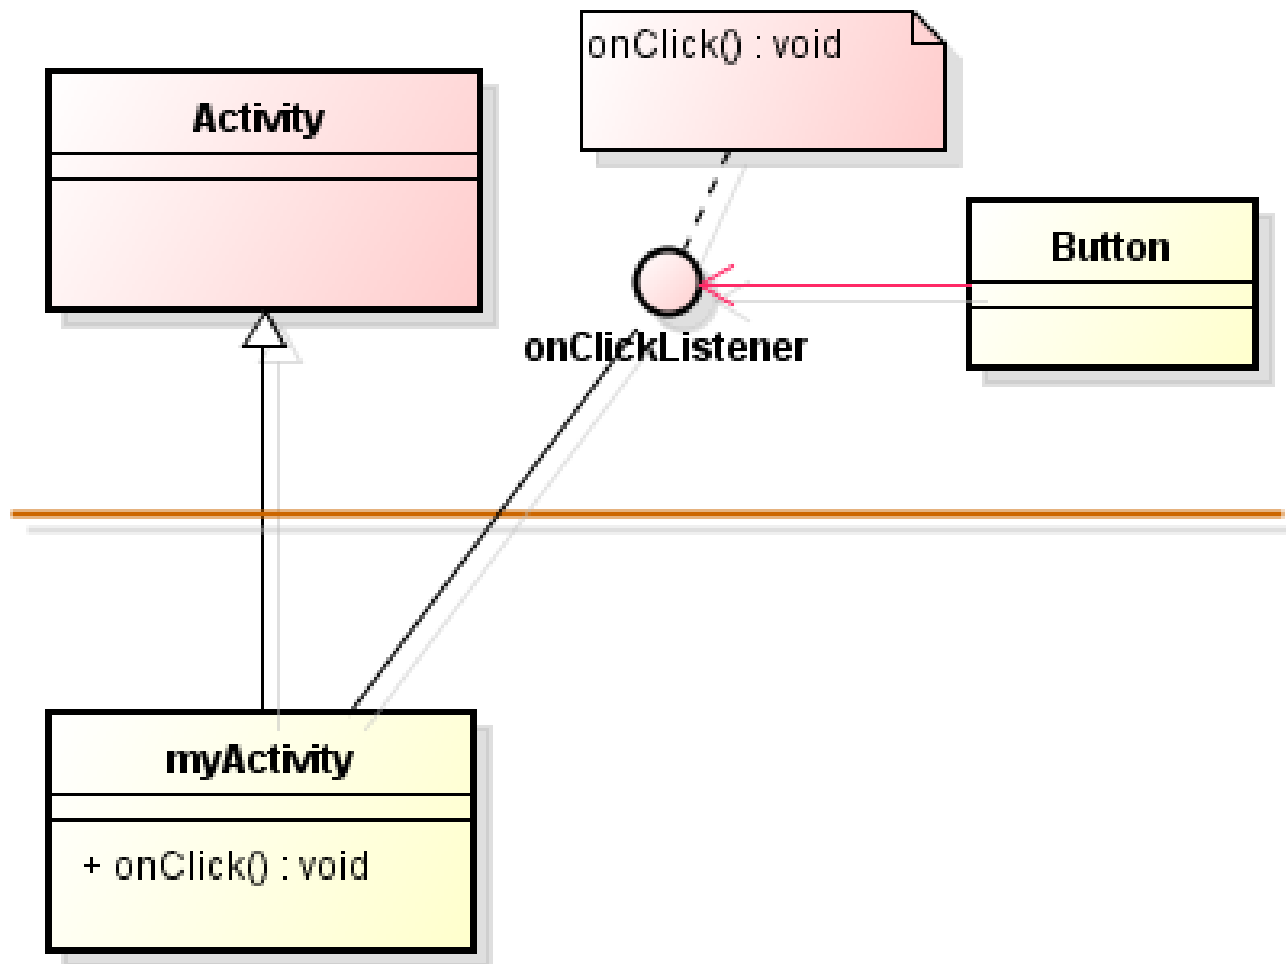 onClick() : void
Activity
Button
onClickListener
myActivity
+ onClick() : void